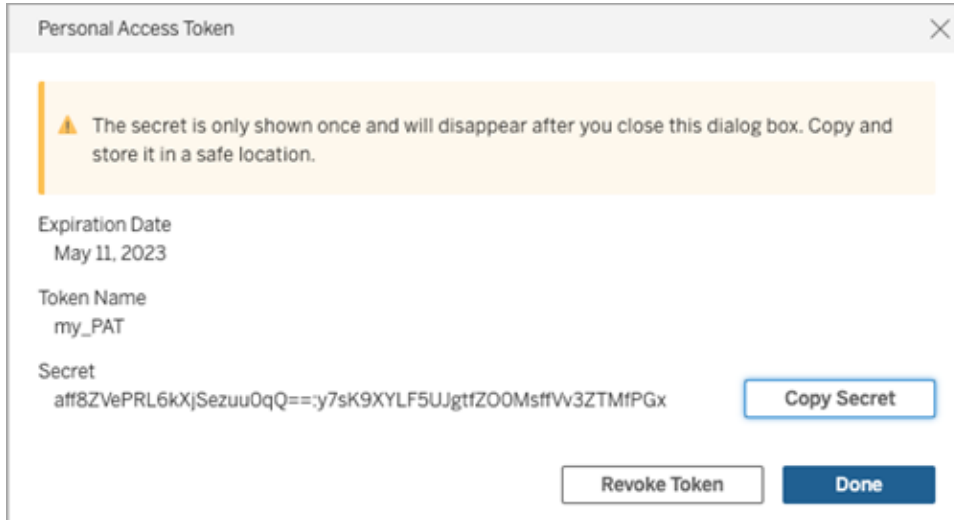 Personal Access Token
The secret is only shown once and will disappear after you close this dialog box. Copy and
store it in a safe location.
Expiration Date
May 11, 2023
Token Name
my_PAT
Secret
aff8ZVePRL6kXjSezuu0qQ==:y7sK9XYLF5UJgtfZO0MsffVv3ZTMfPGx
Copy Secret
Revoke Token
Done